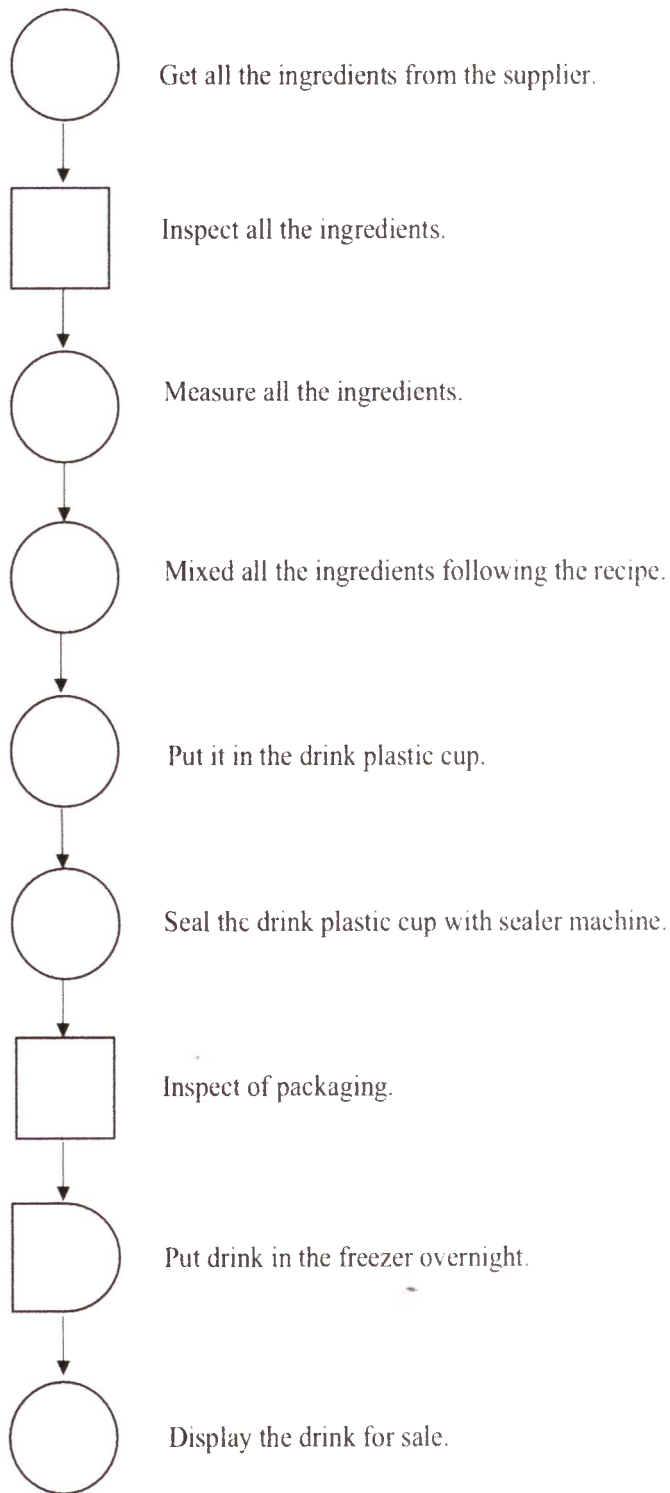 Get all the ingredients from the supplier.
Inspect all the ingredients.
Measure all the ingredients.
Mixed all the ingredients following the recipe.
Put it in the drink plastic cup.
Seal the drink plastic cup with sealer machine.
Inspect of packaging.
Put drink in the freezer overnight.
Display the drink for sale.